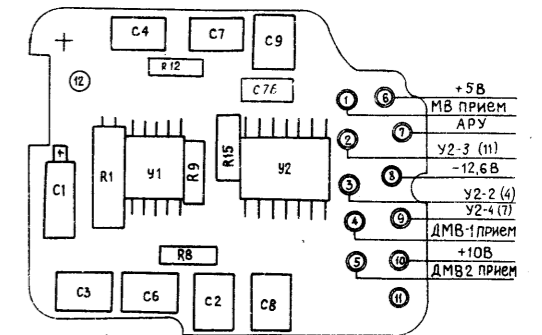 C4
C7
C9
R12
C7Б
12
+5В
6
1
МВ ПРИЕМ
АРУ
7
2
У2-3 (11)
-12,6В
8
3
У2-2 (4)
У2-4 (7)
9
4
ДМВ-1 ПРИЕМ
+10В
10
5
ДМВ2 ПРИЕМ
11
C1
R1
У1
R9
R15
У2
R8
C3
C6
C2
C8